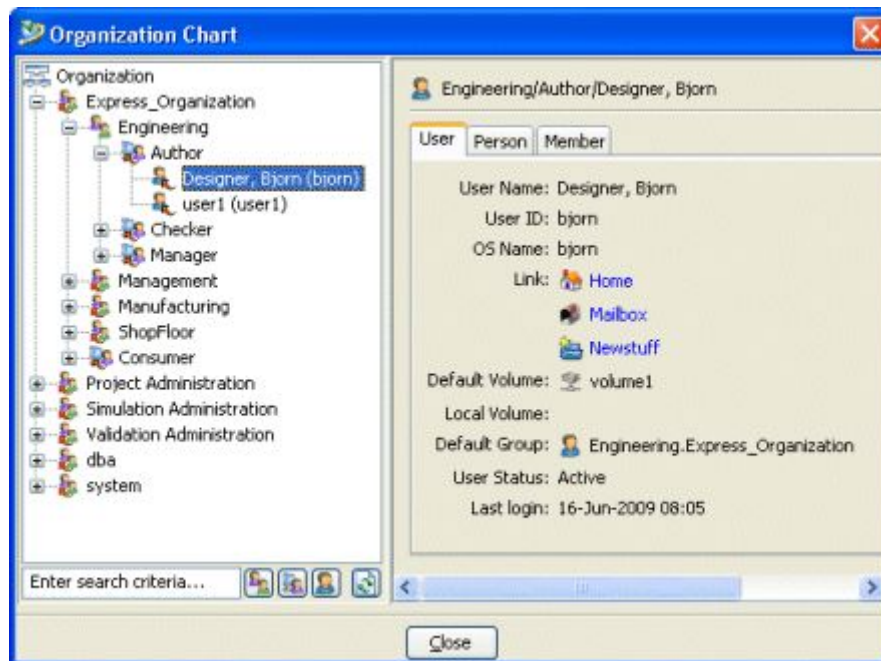 Organization Chart
Organization
Express_Organization
Engineering
Author
Designer, Bjorn (bjorn)
user1 (user1)
Checker
Manager
Management
Manufacturing
ShopFloor
Consumer
Project Administration
Simulation Administration
Validation Administration
dba
system
Enter search criteria...
Engineering/Author/Designer, Bjorn
User Person Member
User Name: Designer, Bjorn
User ID: bjorn
OS Name: bjorn
Link: Home
Mailbox
Newstuff
Default Volume: volume1
Local Volume:
Default Group: Engineering.Express_Organization
User Status: Active
Last login: 16-Jun-2009 08:05
Close